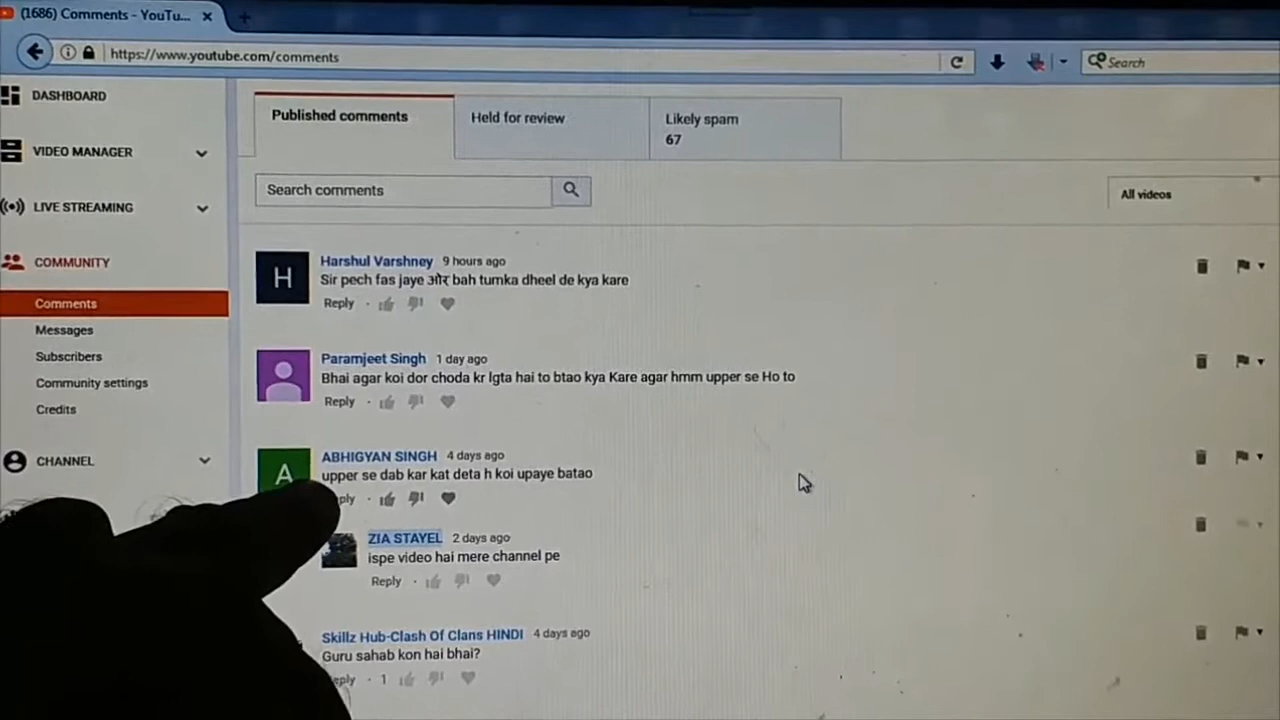 (1686) Comments - YouTu...
https://www.youtube.com/comments
Search
DASHBOARD
VIDEO MANAGER
LIVE STREAMING
COMMUNITY
Comments
Messages
Subscribers
Community settings
Credits
CHANNEL
Published comments
Held for review
Likely spam
67
Search comments
All videos
H
Harshul Varshney 9 hours ago
Sir pech fas jaye ओर bah tumka dheel de kya kare
Reply
Paramjeet Singh 1 day ago
Bhai agar koi dor choda kr lgta hai to btao kya Kare agar hmm upper se Ho to
Reply
A
ABHIGYAN SINGH 4 days ago
upper se dab kar kat deta h koi upaye batao
ZIA STAYEL 2 days ago
ispe video hai mere channel pe
Reply
Skillz Hub-Clash Of Clans HINDI 4 days ago
Guru sahab kon hai bhai?
1